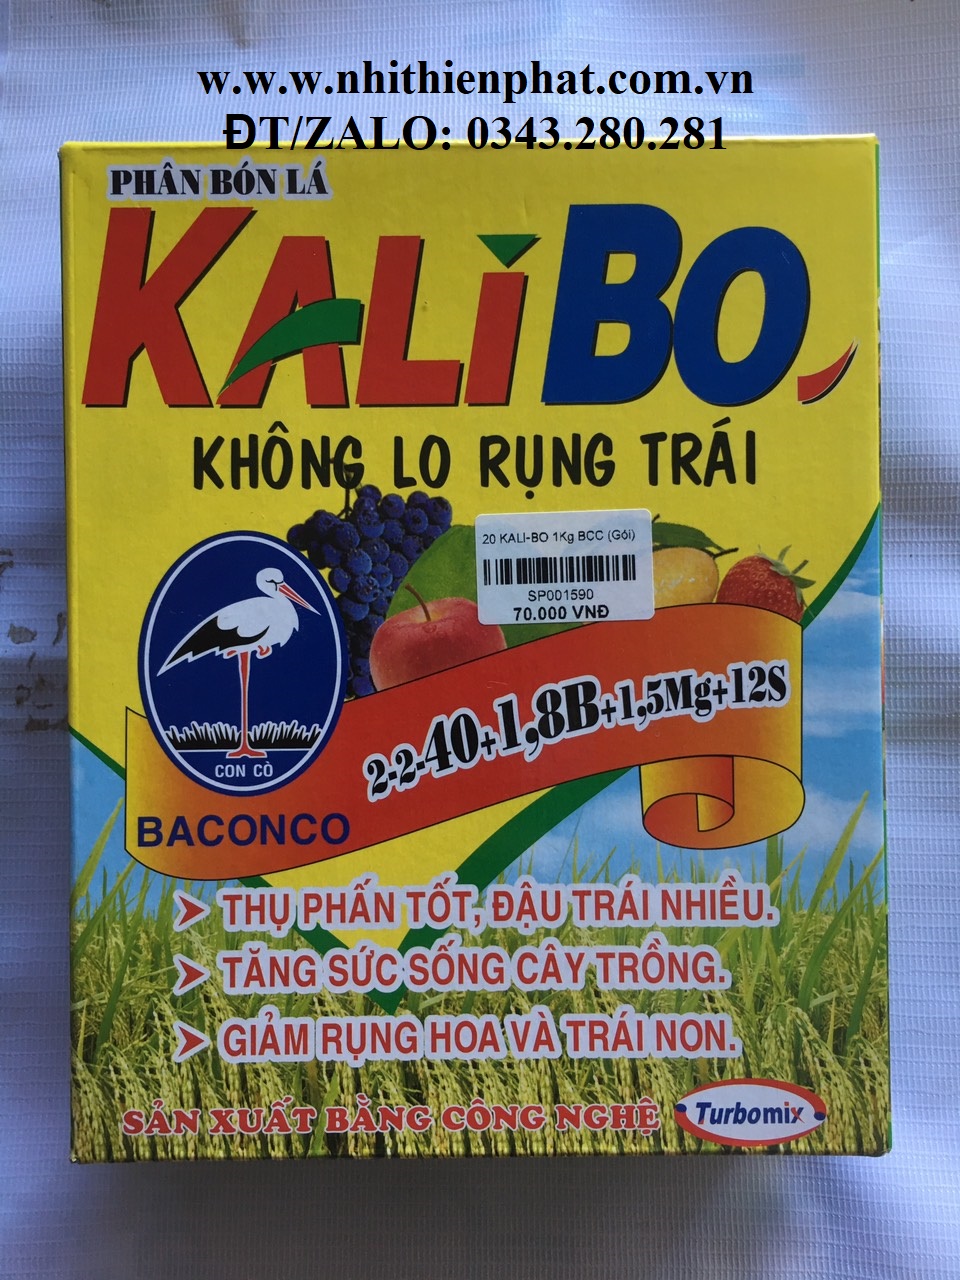 w.w.w.nhithienphat.com.vn
ĐT/ZALO: 0343.280.281
PHÂN BÓN LÁ
KALI BO
KHÔNG LO RỤNG TRÁI
20 KALI-BO 1Kg BCC (Gói)
SP001590
70.000 VNĐ
2-2-40+1,8B+1,5Mg+12S
CON CÒ
BACONCO
THỤ PHẤN TỐT, ĐẬU TRÁI NHIỀU.
TĂNG SỨC SỐNG CÂY TRỒNG.
GIẢM RỤNG HOA VÀ TRÁI NON.
SẢN XUẤT BẰNG CÔNG NGHỆ Turbomix